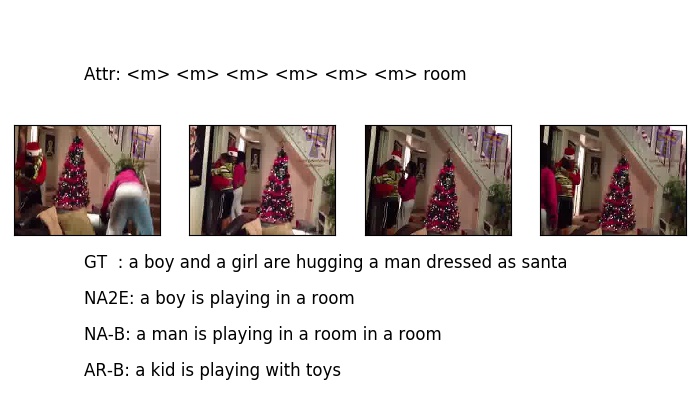 Attr: <m> <m> <m> <m> <m> <m> room
GT : a boy and a girl are hugging a man dressed as santa
NA2E: a boy is playing in a room
NA-B: a man is playing in a room in a room
AR-B: a kid is playing with toys